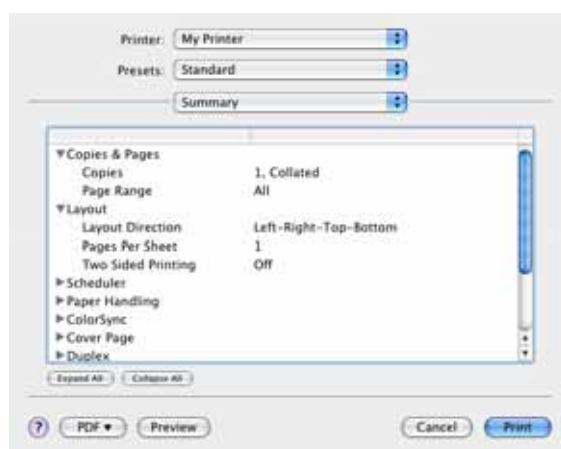 Printer: My Printer
Presets: Standard
Summary
▼Copies & Pages
Copies 1, Collated
Page Range All
▼Layout
Layout Direction Left-Right-Top-Bottom
Pages Per Sheet 1
Two Sided Printing Off
▶Scheduler
▶Paper Handling
▶ColorSync
▶Cover Page
▶Duplex
Expand All Collapse All
? PDF ▼ Preview Cancel Print